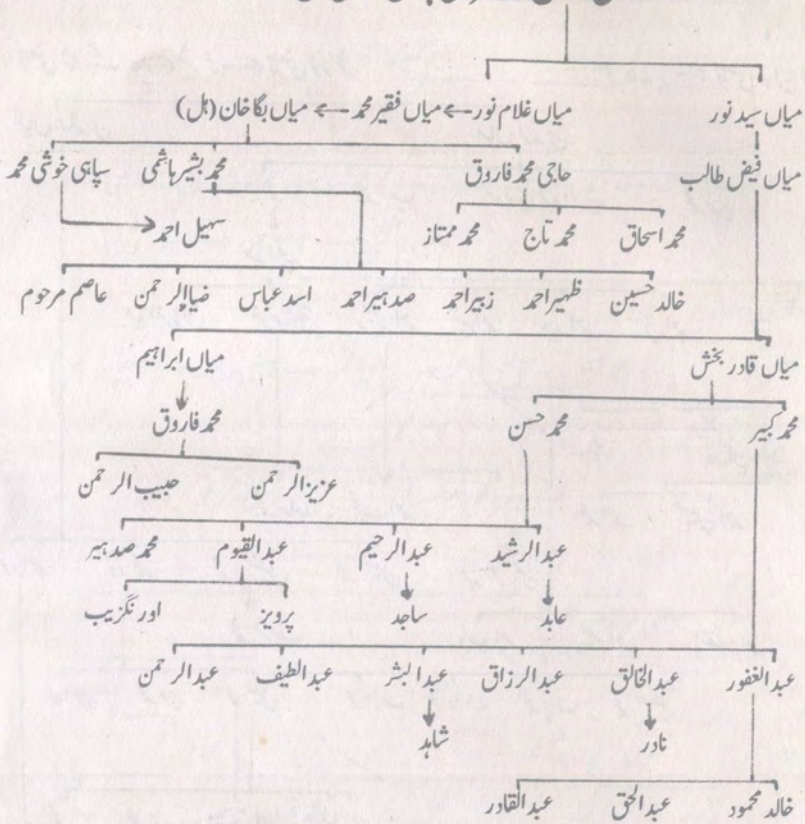 میاں سید نور میاں غلام نور ← میاں فقیر محمد ← میاں بگا خان (ہل)
میاں فیض طالب حاجی محمد فاروق محمد بشیر ہاشمی سپاہی خوشی محمد
محمد اسحاق محمد تاج محمد ممتاز سہیل احمد
خالد حسین ظہیر احمد زبیر احمد صدہیر احمد اسد عباس ضیاالرحمن عاصم مرحوم
میاں قادر بخش میاں ابراہیم
محمد کبیر محمد حسن محمد فاروق
عزیز الرحمن حبیب الرحمن
عبدالرشید عبدالرحیم عبدالقیوم محمد صدہیر
عابد ساجد پرویز اورنگزیب
عبدالغفور عبدالخالق عبدالرزاق عبدالبشر عبدالطیف عبدالرحمن
نادر شاہد
خالد محمود عبدالحق عبدالقادر